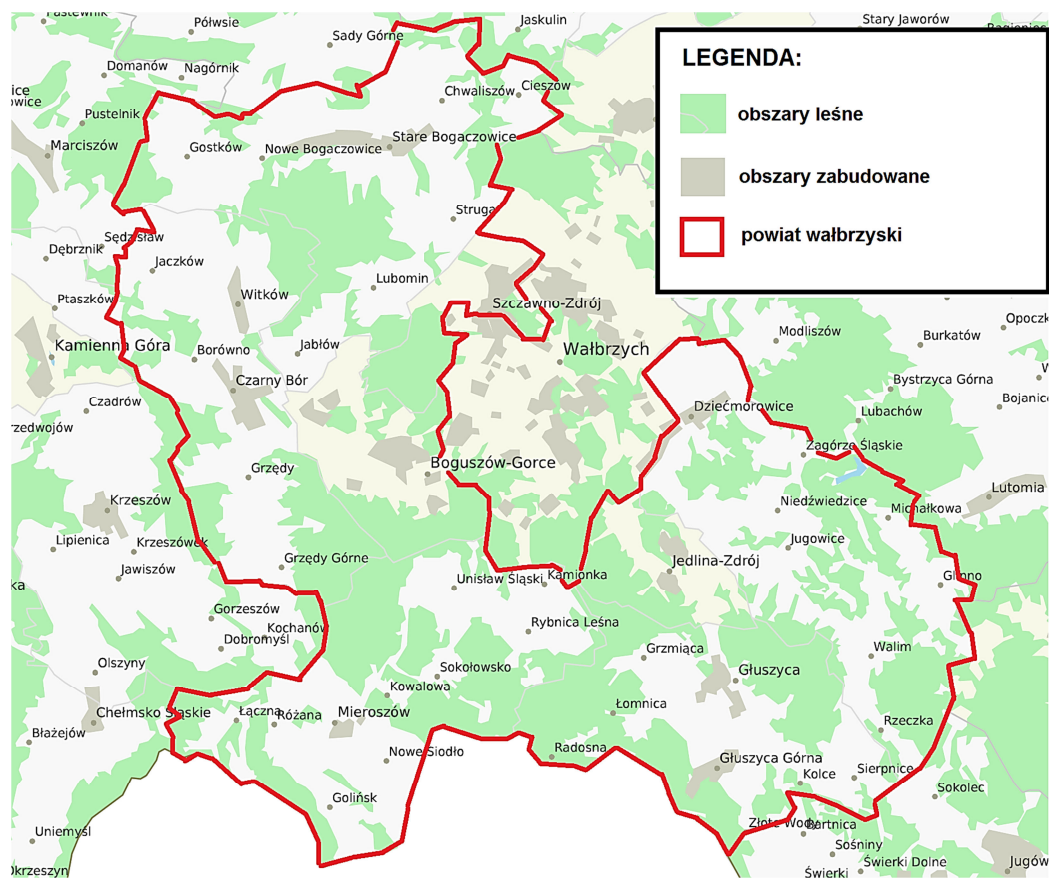 Pastewnik
Półwsie
Jaskulin
Stary Jaworów
Sady Górne
LEGENDA:
Domanów
Nagórnik
Chwaliszów
Cieszów
obszary leśne
Pustelnik
Marciszów
Gostków
Nowe Bogaczowice
Stare Bogaczowice
obszary zabudowane
Struga
powiat wałbrzyski
Sędzisław
Dębrznik
Jaczków
Lubomin
Witków
Ptaszków
Szczawno-Zdrój
Opoczk
Modliszów
Burkatów
Kamienna Góra
Borówno
Jabłów
Wałbrzych
Czarny Bór
Bystrzyca Górna
Bojanice
Czadrów
Dziećmorowice
Lubachów
rzedwojów
Zagórze Śląskie
Grzędy
Boguszów-Gorce
Lutomia
Krzeszów
Niedźwiedzice
Michałkowa
Lipienica
Krzeszówek
Jugowice
Grzędy Górne
Jedlina-Zdrój
Jawiszów
Unisław Śląski
Kamionka
Glinno
ka
Gorzeszów
Rybnica Leśna
Kochanów
Dobromyśl
Grzmiąca
Walim
Olszyny
Sokołowsko
Głuszyca
Kowalowa
Łomnica
Chełmsko Śląskie
Łączna
Różana
Mieroszów
Rzeczka
Błażejów
Nowe Siodło
Radosna
Głuszyca Górna
Sierpnice
Kolce
Sokolec
Golińsk
Uniemyśl
Złote Wody
Bartnica
Sośniny
Świerki Dolne
Jugów
Okrzeszyn
Świerki